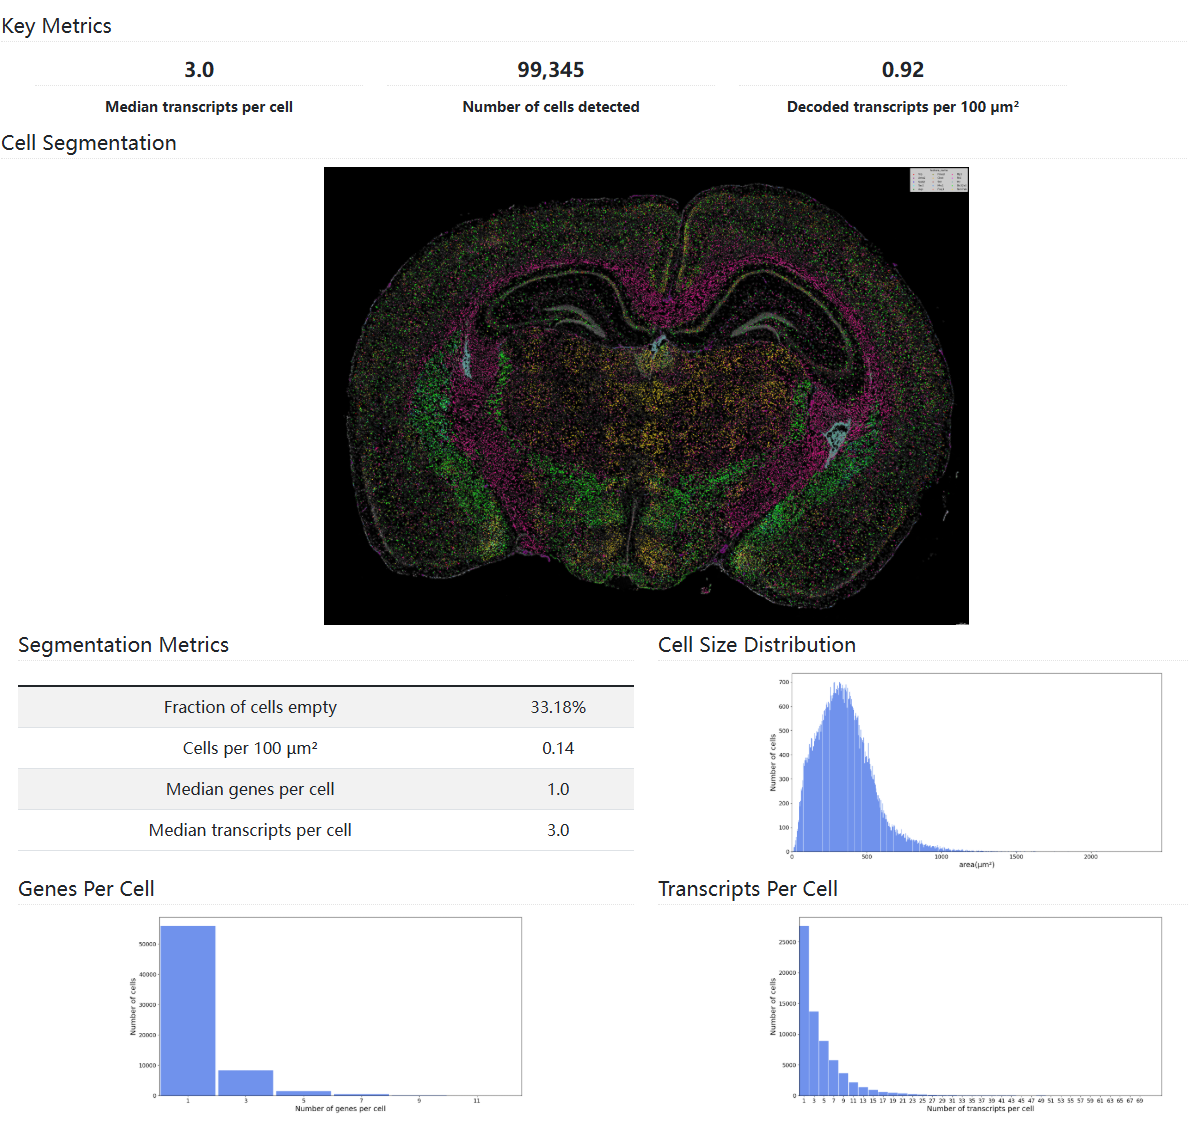 Key Metrics
3.0
99,345
0.92
Median transcripts per cell
Number of cells detected
Decoded transcripts per 100 µm²
Cell Segmentation
Segmentation Metrics
Fraction of cells empty 33.18%
Cells per 100 µm² 0.14
Median genes per cell 1.0
Median transcripts per cell 3.0
Cell Size Distribution
700
600
500
400
300
200
100
0
Number of cells
0 500 1000 1500 2000
area(µm²)
Genes Per Cell
50000
40000
30000
20000
10000
0
Number of cells
1 3 5 7 9 11
Number of genes per cell
Transcripts Per Cell
25000
20000
15000
10000
5000
0
Number of cells
1 3 5 7 9 11 13 15 17 19 21 23 25 27 29 31 33 35 37 39 41 43 45 47 49 51 53 55 57 59 61 63 65 67 69
Number of transcripts per cell